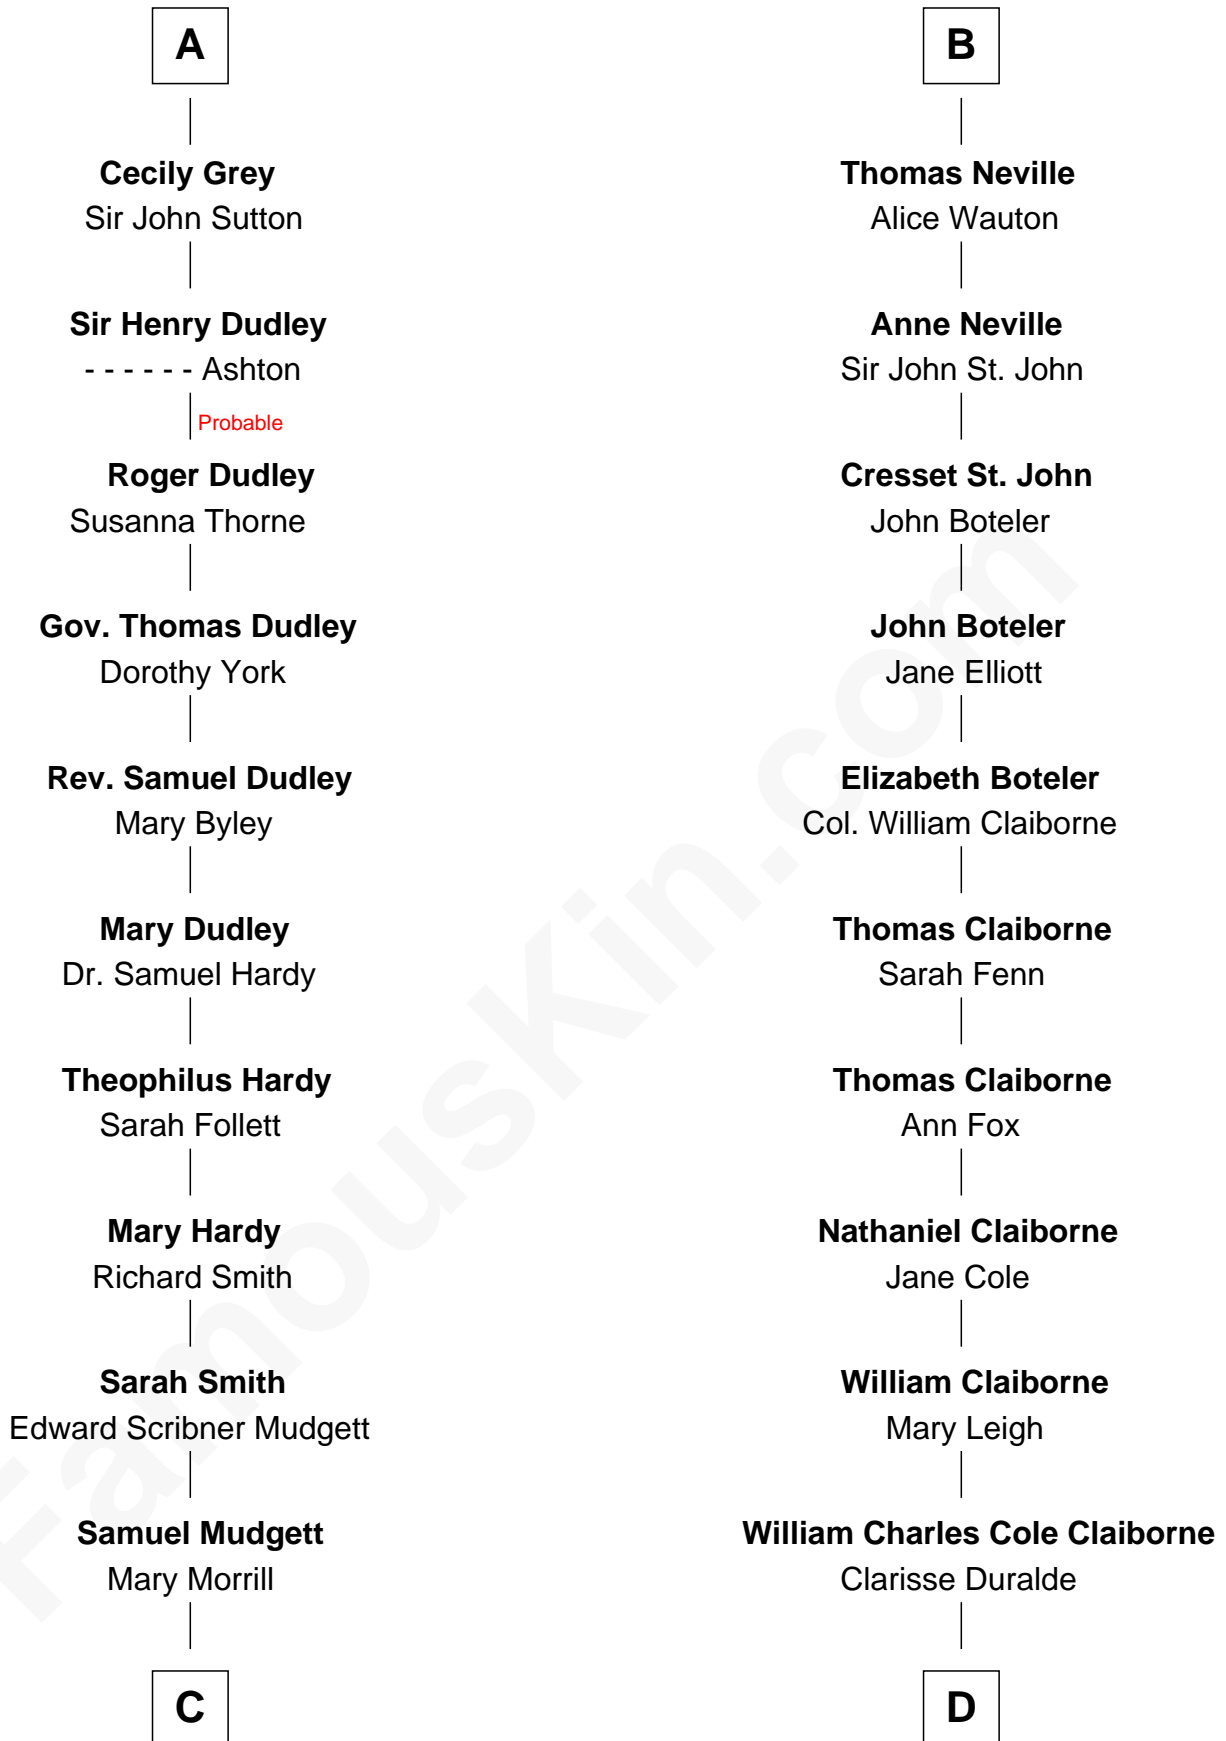 A
Cecily Grey
Sir John Sutton
Sir Henry Dudley
- - - - - - Ashton
Probable
Roger Dudley
Susanna Thorne
Gov. Thomas Dudley
Dorothy York
Rev. Samuel Dudley
Mary Byley
Mary Dudley
Dr. Samuel Hardy
Theophilus Hardy
Sarah Follett
Mary Hardy
Richard Smith
Sarah Smith
Edward Scribner Mudgett
Samuel Mudgett
Mary Morrill
C
B
Thomas Neville
Alice Wauton
Anne Neville
Sir John St. John
Cresset St. John
John Boteler
John Boteler
Jane Elliott
Elizabeth Boteler
Col. William Claiborne
Thomas Claiborne
Sarah Fenn
Thomas Claiborne
Ann Fox
Nathaniel Claiborne
Jane Cole
William Claiborne
Mary Leigh
William Charles Cole Claiborne
Clarisse Duralde
D
FamousKin.com